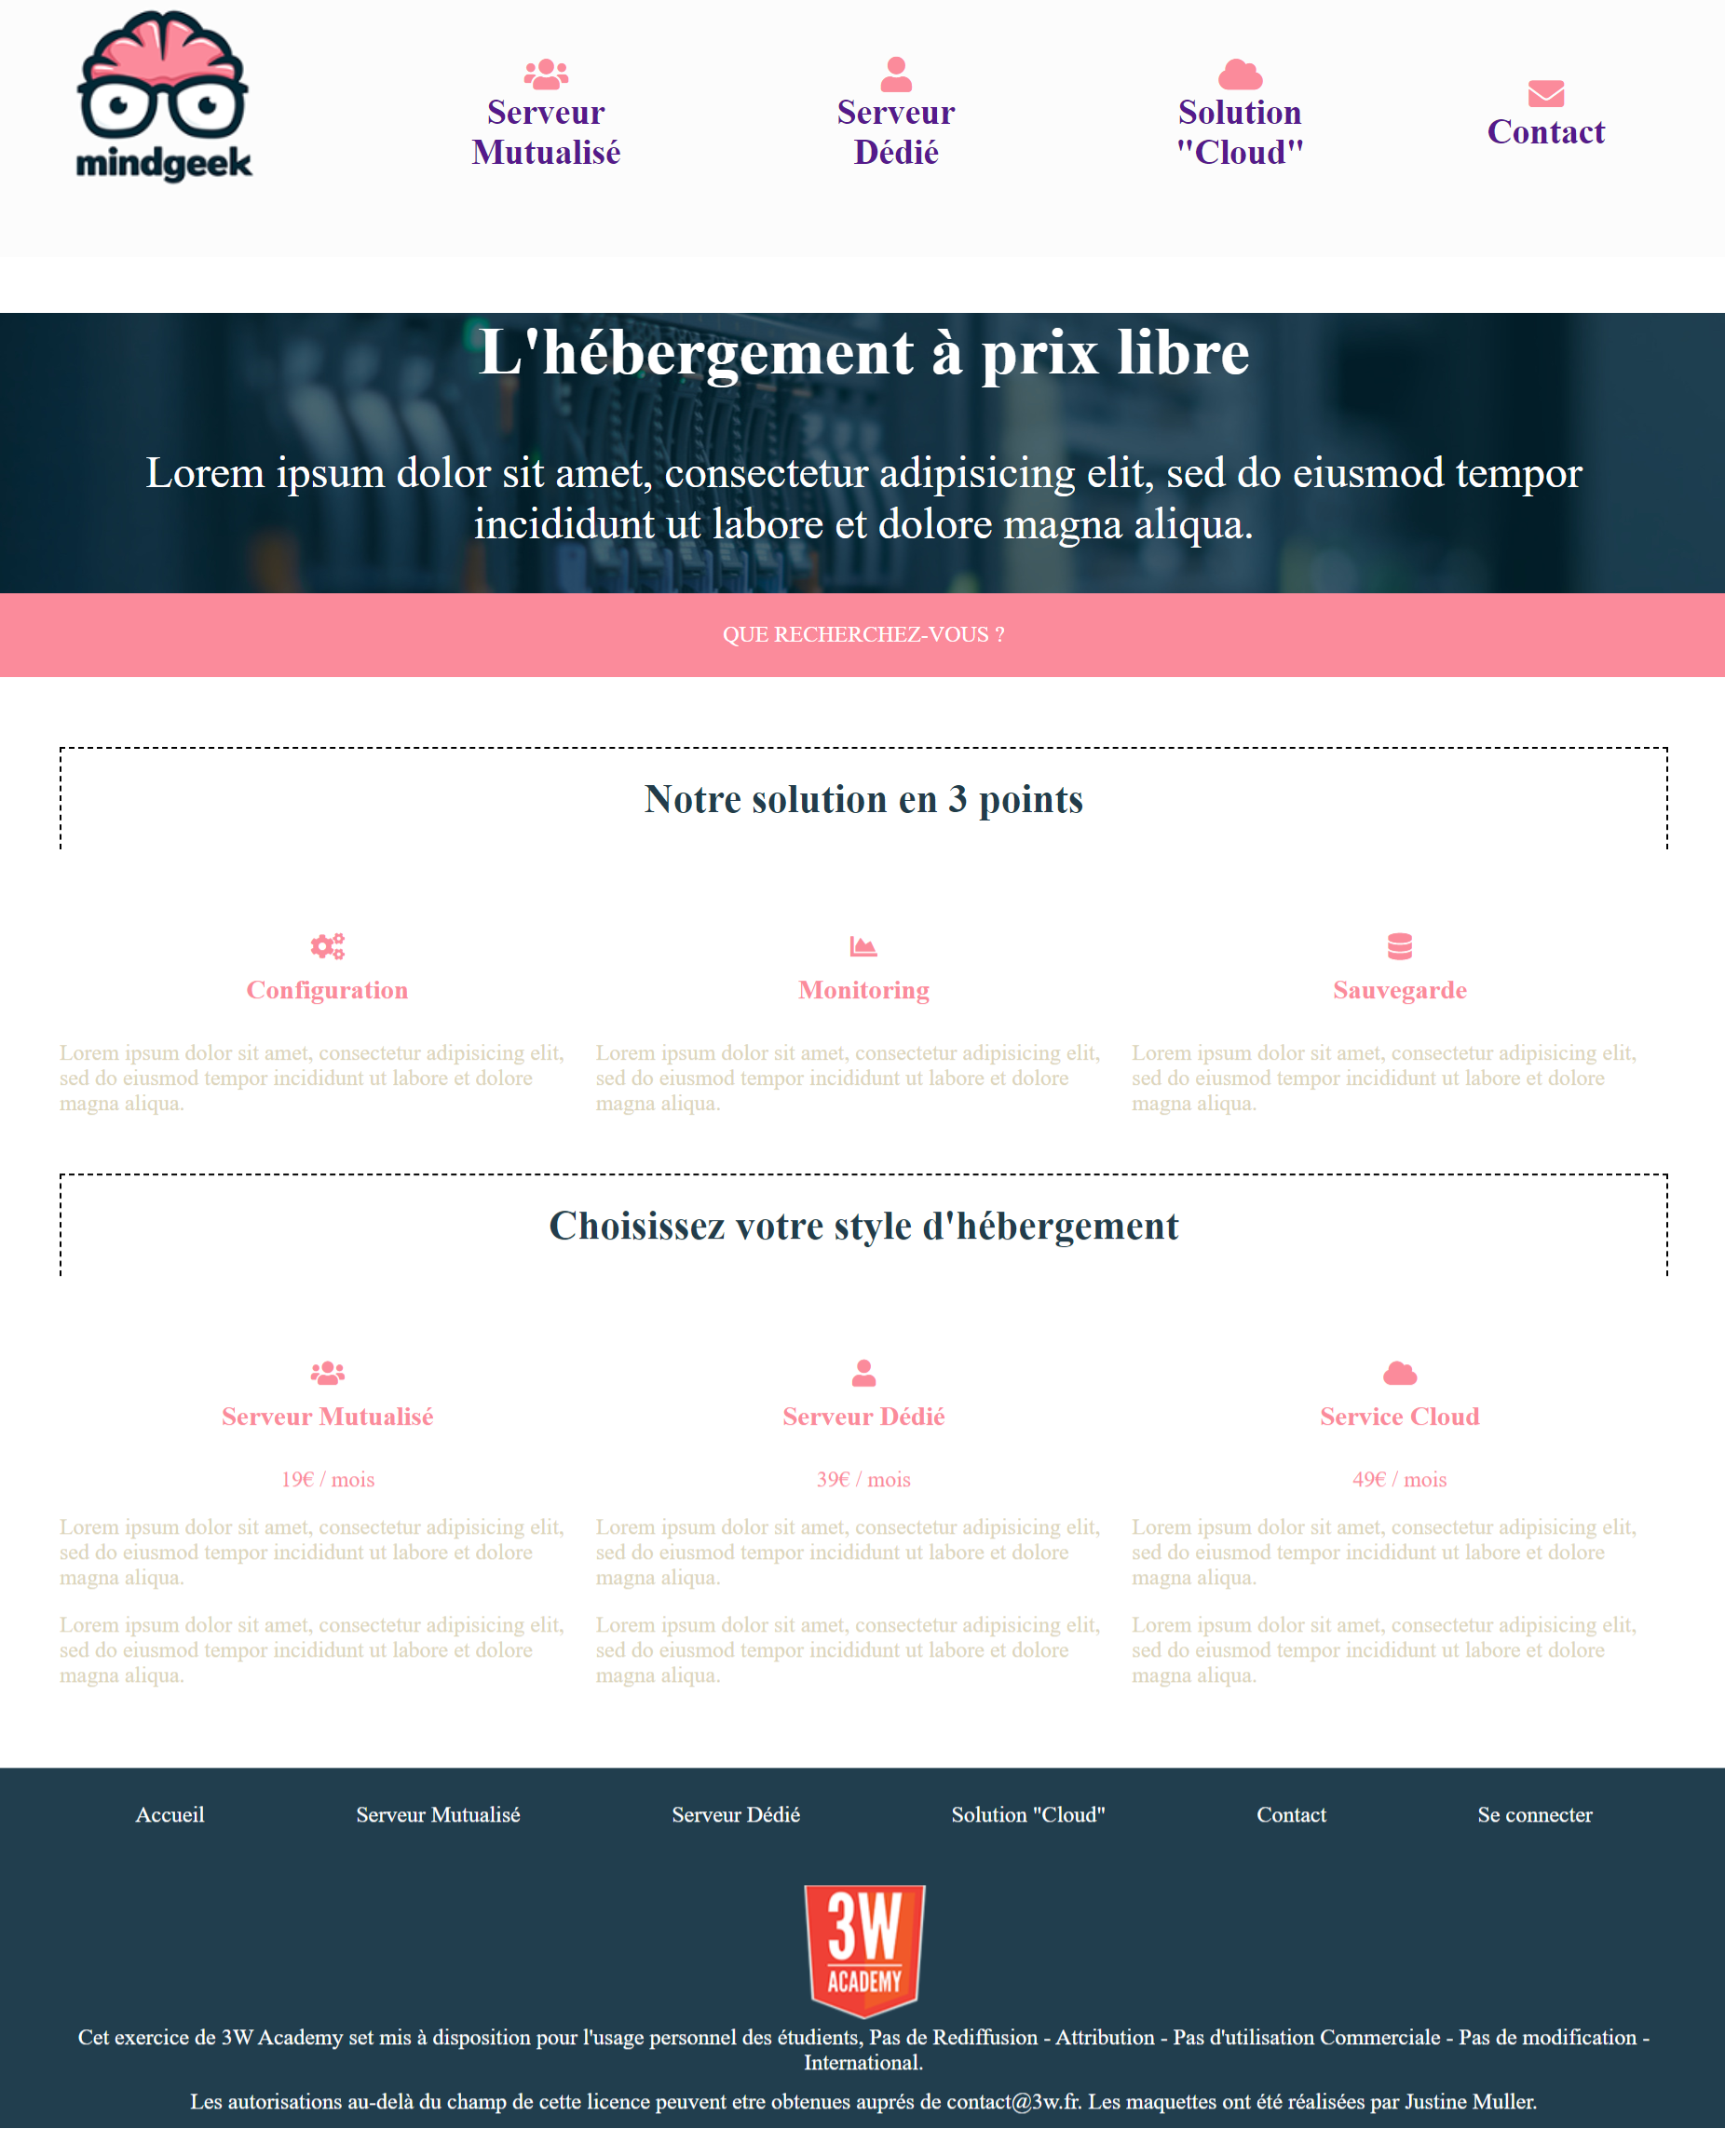 mindgeek
Serveur
Mutualisé
Serveur
Dédié
Solution
"Cloud"
Contact
L'hébergement à prix libre
Lorem ipsum dolor sit amet, consectetur adipisicing elit, sed do eiusmod tempor
incididunt ut labore et dolore magna aliqua.
QUE RECHERCHEZ-VOUS ?
Notre solution en 3 points
Configuration
Lorem ipsum dolor sit amet, consectetur adipisicing elit,
sed do eiusmod tempor incididunt ut labore et dolore
magna aliqua.
Monitoring
Lorem ipsum dolor sit amet, consectetur adipisicing elit,
sed do eiusmod tempor incididunt ut labore et dolore
magna aliqua.
Sauvegarde
Lorem ipsum dolor sit amet, consectetur adipisicing elit,
sed do eiusmod tempor incididunt ut labore et dolore
magna aliqua.
Choisissez votre style d'hébergement
Serveur Mutualisé
19€ / mois
Lorem ipsum dolor sit amet, consectetur adipisicing elit,
sed do eiusmod tempor incididunt ut labore et dolore
magna aliqua.
Lorem ipsum dolor sit amet, consectetur adipisicing elit,
sed do eiusmod tempor incididunt ut labore et dolore
magna aliqua.
Serveur Dédié
39€ / mois
Lorem ipsum dolor sit amet, consectetur adipisicing elit,
sed do eiusmod tempor incididunt ut labore et dolore
magna aliqua.
Lorem ipsum dolor sit amet, consectetur adipisicing elit,
sed do eiusmod tempor incididunt ut labore et dolore
magna aliqua.
Service Cloud
49€ / mois
Lorem ipsum dolor sit amet, consectetur adipisicing elit,
sed do eiusmod tempor incididunt ut labore et dolore
magna aliqua.
Lorem ipsum dolor sit amet, consectetur adipisicing elit,
sed do eiusmod tempor incididunt ut labore et dolore
magna aliqua.
Accueil
Serveur Mutualisé
Serveur Dédié
Solution "Cloud"
Contact
Se connecter
3W
ACADEMY
Cet exercice de 3W Academy set mis à disposition pour l'usage personnel des étudients, Pas de Rediffusion - Attribution - Pas d'utilisation Commerciale - Pas de modification -
International.
Les autorisations au-delà du champ de cette licence peuvent etre obtenues auprés de contact@3w.fr. Les maquettes ont été réalisées par Justine Muller.